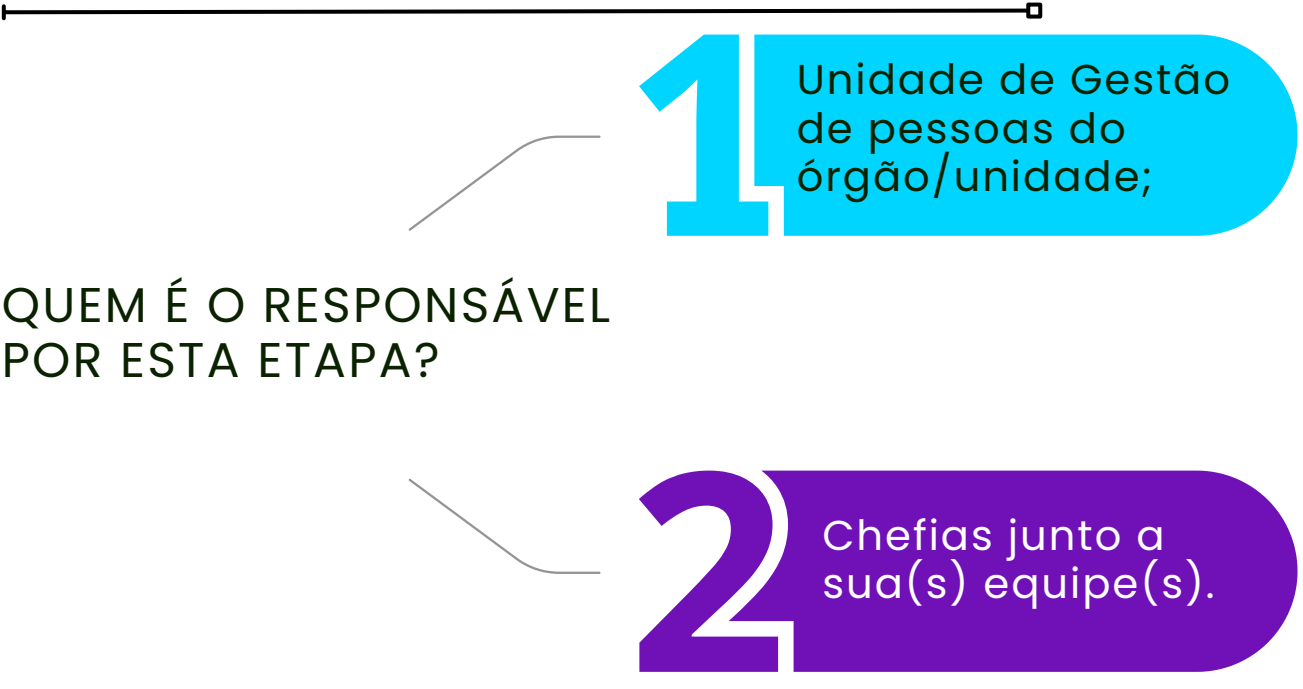 QUEM É O RESPONSÁVEL
POR ESTA ETAPA?
1
Unidade de Gestão
de pessoas do
órgão/unidade;
2
Chefias junto a
sua(s) equipe(s).